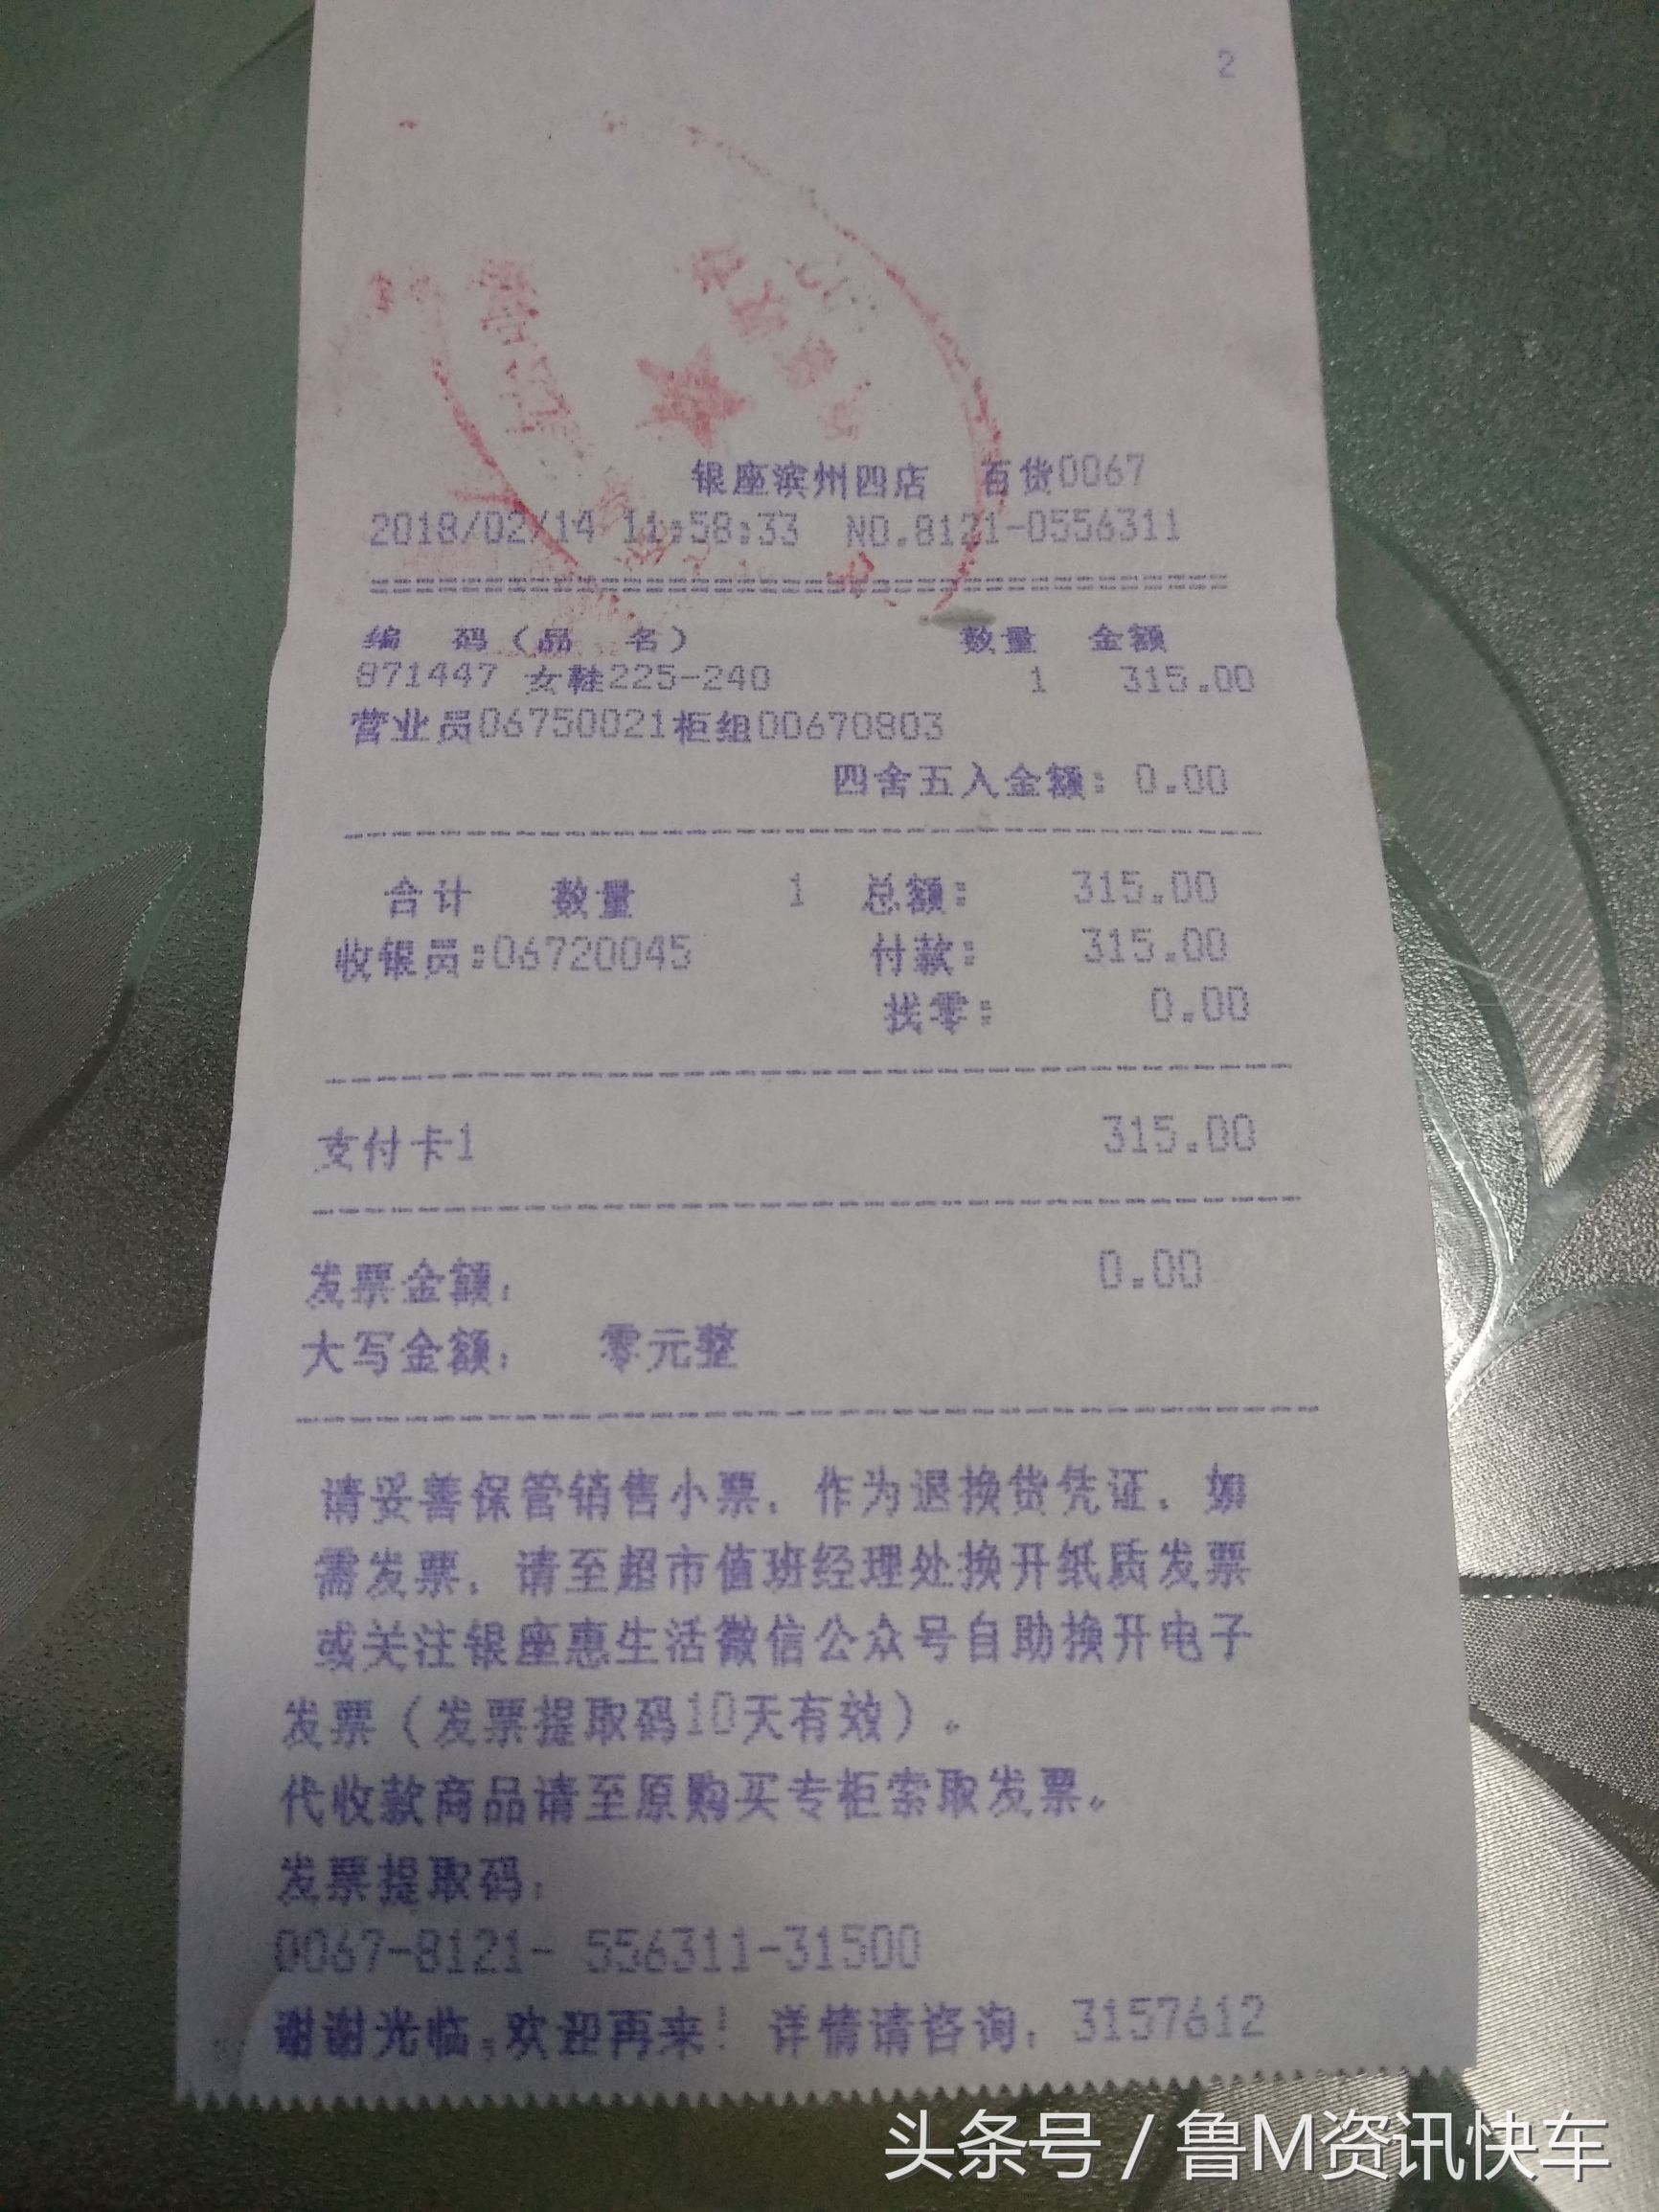 2
银座滨州四店 百货0067
2018/02/14 11:58:33 NO.8121-0556311
编 码（品 名） 数量 金额
871447 女鞋225-240 1 315.00
营业员06750021柜组00670803
四舍五入金额: 0.00
合计 数量 1 总额: 315.00
收银员:06720045 付款: 315.00
找零: 0.00
支付卡1 315.00
发票金额: 0.00
大写金额: 零元整
请妥善保管销售小票，作为退换货凭证，如
需发票，请至超市值班经理处换开纸质发票
或关注银座惠生活微信公众号自助换开电子
发票（发票提取码10天有效）。
代收款商品请至原购买专柜索取发票。
发票提取码:
0067-8121- 556311-31500
谢谢光临,欢迎再来! 详情请咨询: 3157612
头条号 / 鲁M资讯快车